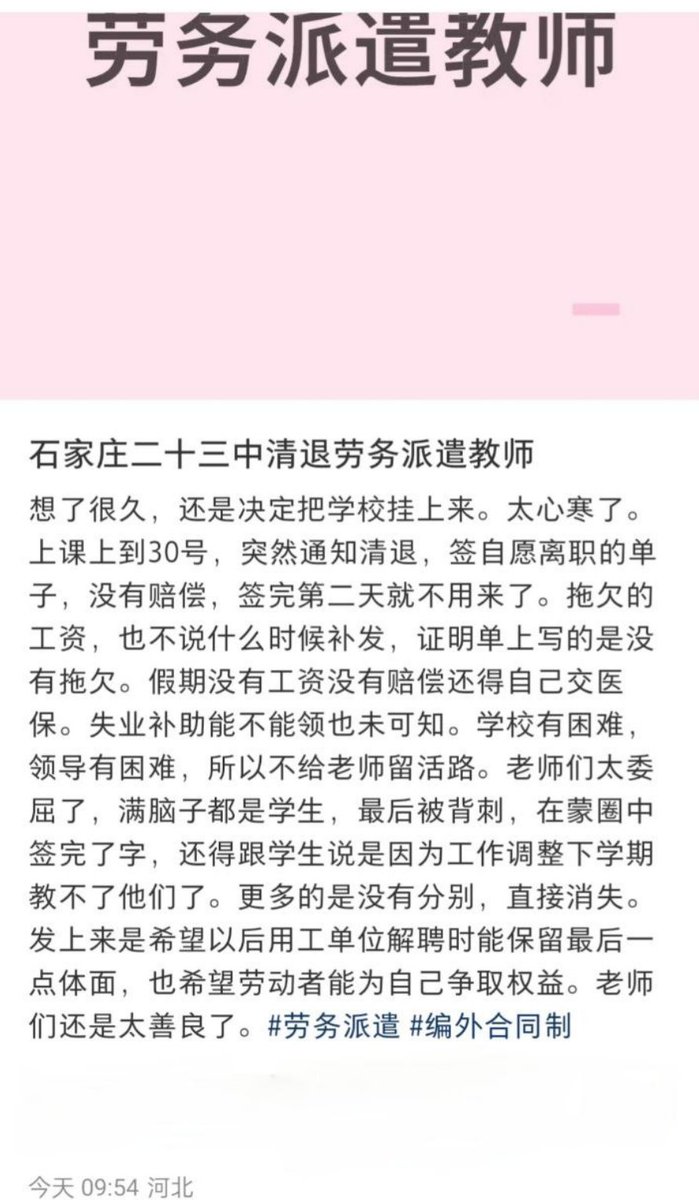 劳务派遣教师
石家庄二十三中清退劳务派遣教师
想了很久，还是决定把学校挂上来。太心寒了。
上课上到30号，突然通知清退，签自愿离职的单
子，没有赔偿，签完第二天就不用来了。拖欠的
工资，也不说什么时候补发，证明单上写的是没
有拖欠。假期没有工资没有赔偿还得自己交医
保。失业补助能不能领也未可知。学校有困难，
领导有困难，所以不给老师留活路。老师们太委
屈了，满脑子都是学生，最后被背刺，在蒙圈中
签完了字，还得跟学生说是因为工作调整下学期
教不了他们了。更多的是没有分别，直接消失。
发上来是希望以后用工单位解聘时能保留最后一
点体面，也希望劳动者能为自己争取权益。老师
们还是太善良了。#劳务派遣 #编外合同制
今天 09:54 河北